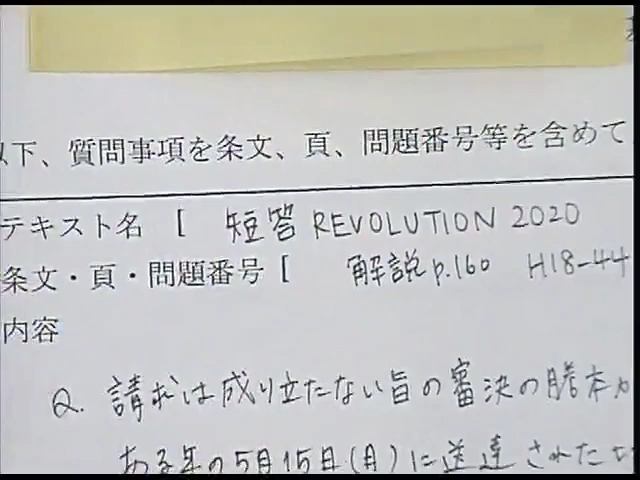 以下、質問事項を条文、頁、問題番号等を含めて
テキスト名 [ 短答 REVOLUTION 2020
条文・頁・問題番号 [ 解説 p.160 H18-44
内容
Q. 請求は成り立たない旨の審決の謄本が
ある年の5月15日(月)に送達された